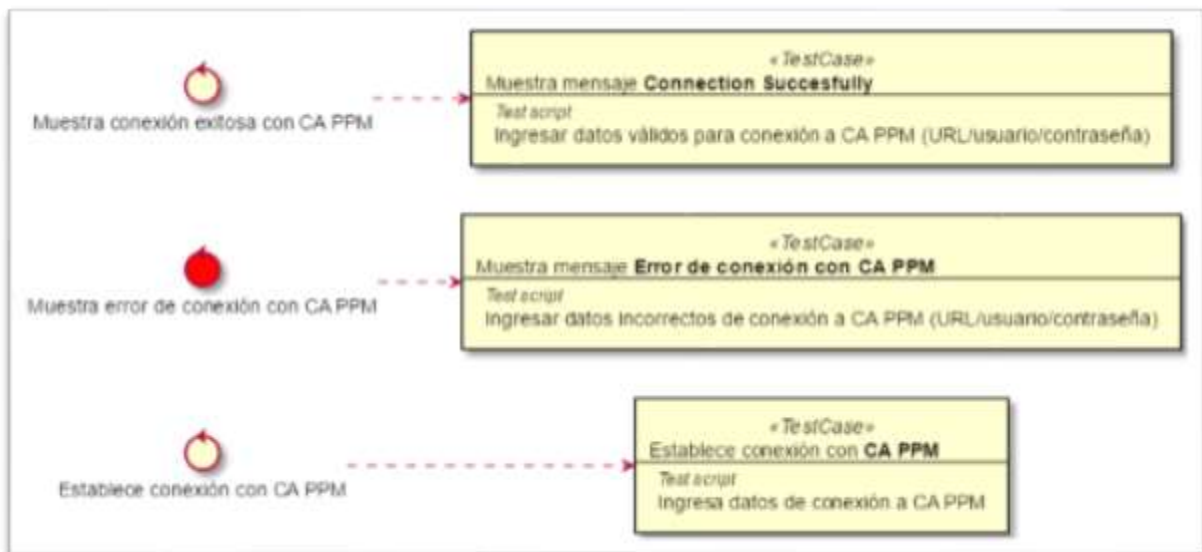 «TestCase»
Muestra mensaje Connection Succesfully
Test script
Ingresar datos válidos para conexión a CA PPM (URL/usuario/contraseña)
Muestra conexión exitosa con CA PPM
«TestCase»
Muestra mensaje Error de conexión con CA PPM
Test script
Ingresar datos incorrectos de conexión a CA PPM (URL/usuario/contraseña)
Muestra error de conexión con CA PPM
«TestCase»
Establece conexión con CA PPM
Test script
Ingresa datos de conexión a CA PPM
Establece conexión con CA PPM